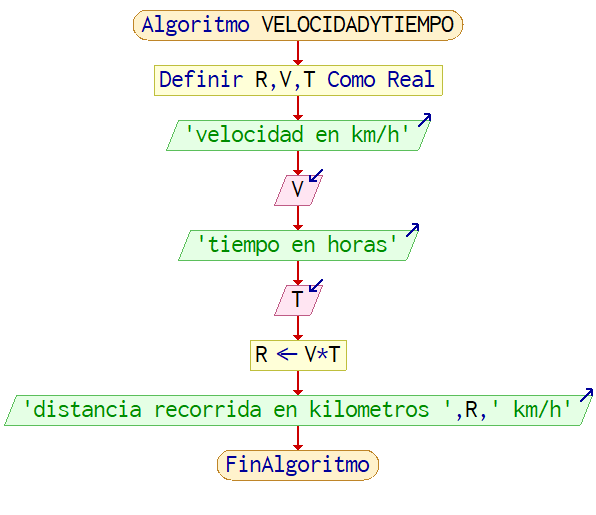 Algoritmo VELOCIDADYTIEMPO
Definir R,V,T Como Real
'velocidad en km/h'
V
'tiempo en horas'
T
R ← V*T
'distancia recorrida en kilometros ',R,' km/h'
FinAlgoritmo